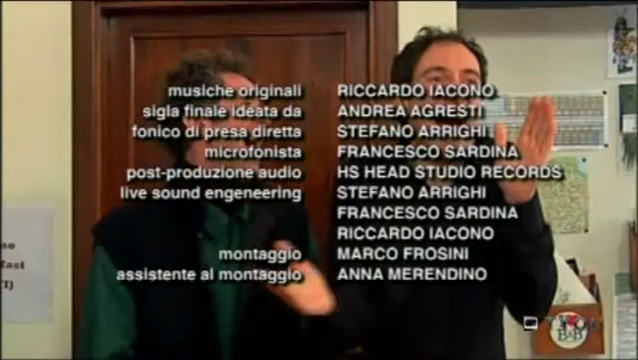 musiche originali RICCARDO IACONO
sigla finale ideata da ANDREA AGRESTI
fonico di presa diretta STEFANO ARRIGHI
microfonista FRANCESCO SARDINA
post-produzione audio HS HEAD STUDIO RECORDS
live sound engeneering STEFANO ARRIGHI
FRANCESCO SARDINA
RICCARDO IACONO
montaggio MARCO FROSINI
assistente al montaggio ANNA MERENDINO